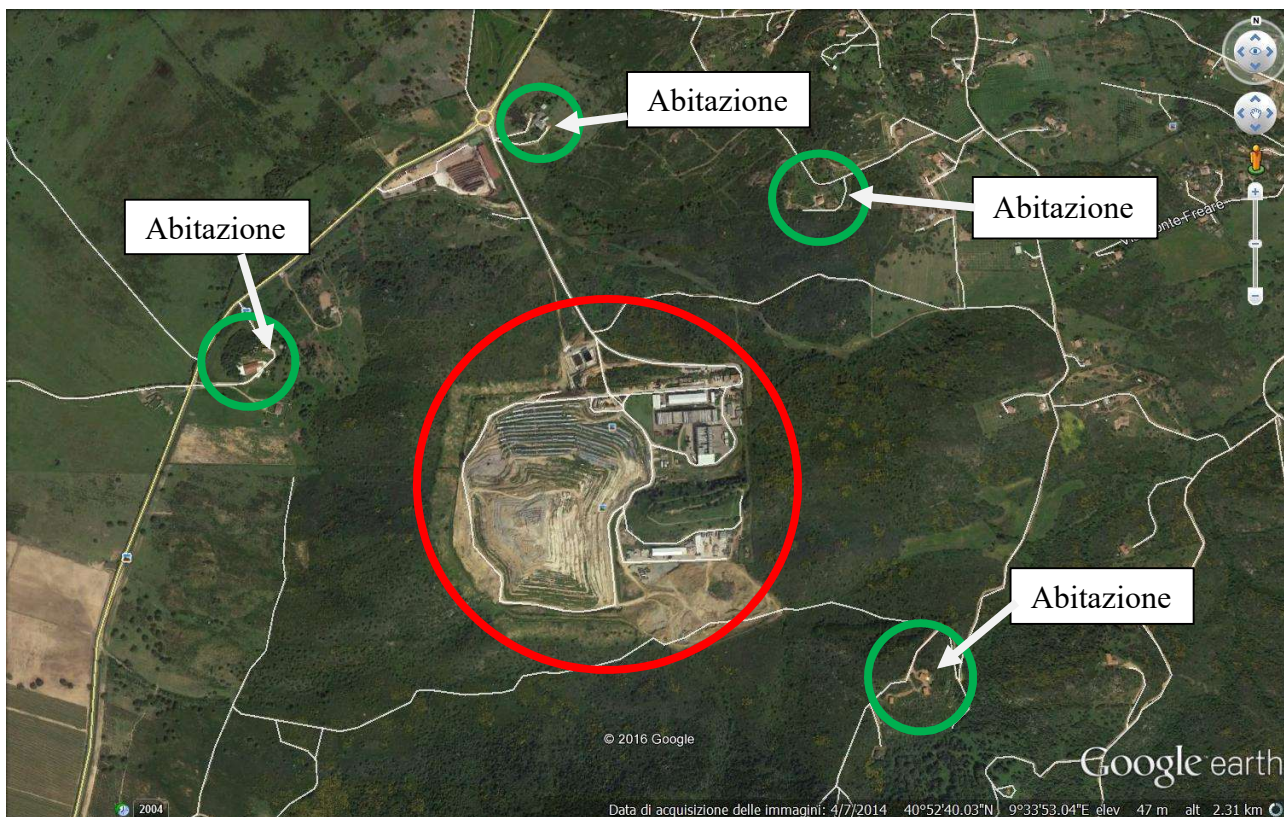 N
Abitazione
Abitazione
Abitazione
Abitazione
© 2016 Google
Google earth
2004
Data di acquisizione delle immagini: 4/7/2014 40°52'40.03"N 9°33'53.04"E elev 47 m alt 2.31 km